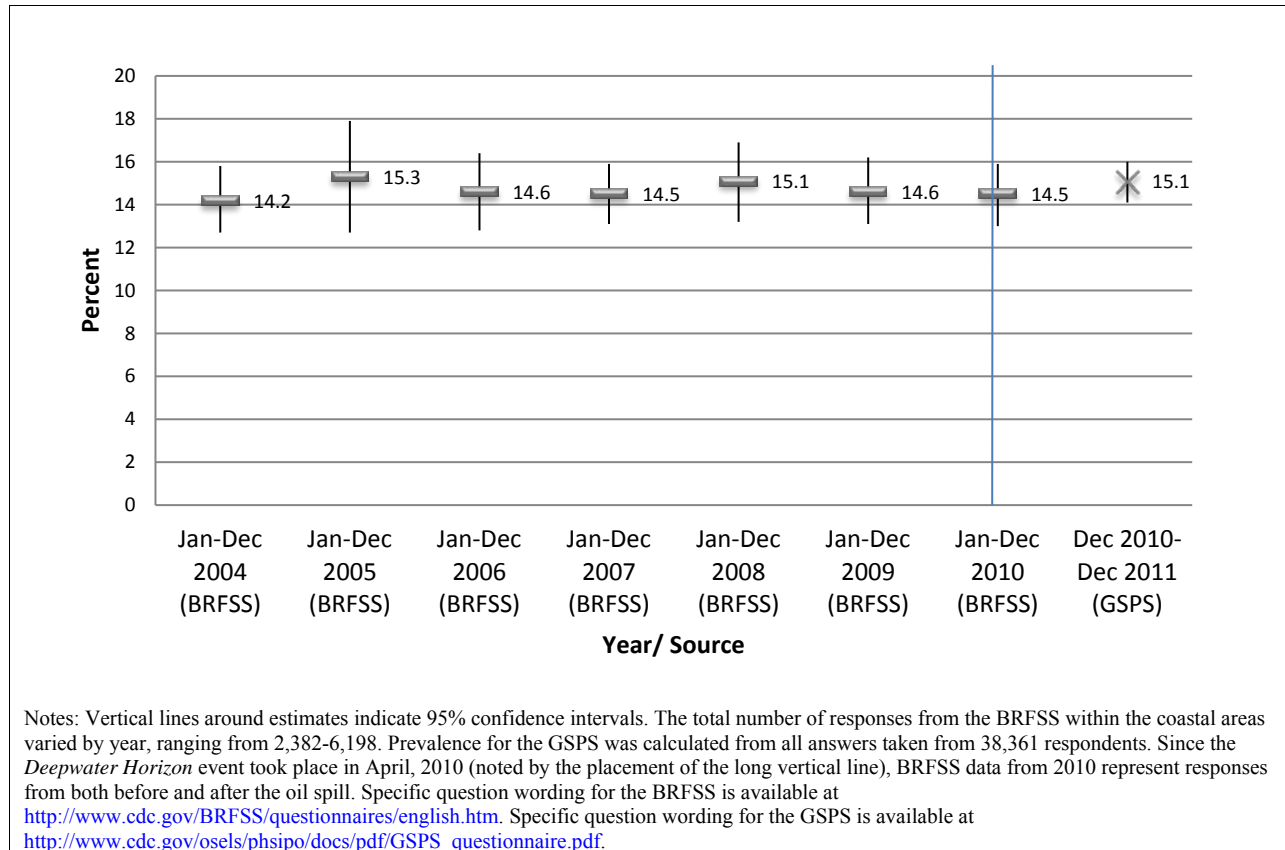 20
18
16
14
12
10
8
6
4
2
0
Percent
14.2
15.3
14.6
14.5
15.1
14.6
14.5
15.1
Jan-Dec 2004 (BRFSS)
Jan-Dec 2005 (BRFSS)
Jan-Dec 2006 (BRFSS)
Jan-Dec 2007 (BRFSS)
Jan-Dec 2008 (BRFSS)
Jan-Dec 2009 (BRFSS)
Jan-Dec 2010 (BRFSS)
Dec 2010-Dec 2011 (GSPS)
Year/ Source
Notes: Vertical lines around estimates indicate 95% confidence intervals. The total number of responses from the BRFSS within the coastal areas
varied by year, ranging from 2,382-6,198. Prevalence for the GSPS was calculated from all answers taken from 38,361 respondents. Since the
Deepwater Horizon event took place in April, 2010 (noted by the placement of the long vertical line), BRFSS data from 2010 represent responses
from both before and after the oil spill. Specific question wording for the BRFSS is available at
http://www.cdc.gov/BRFSS/questionnaires/english.htm. Specific question wording for the GSPS is available at
http://www.cdc.gov/osels/phsipo/docs/pdf/GSPS_questionnaire.pdf.